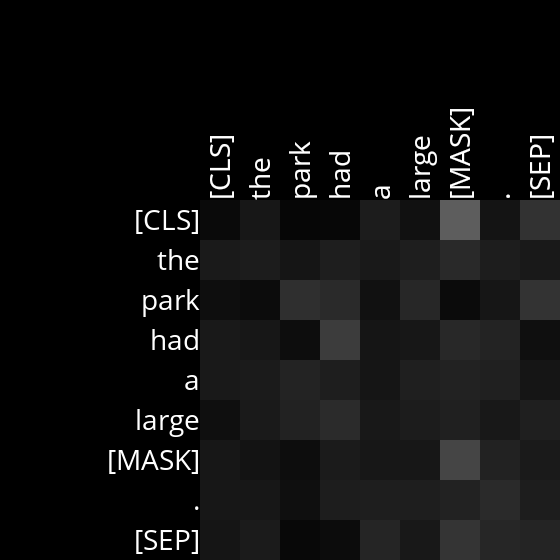 [CLS] the park had a large [MASK] . [SEP]
[CLS]
the
park
had
a
large
[MASK]
.
[SEP]